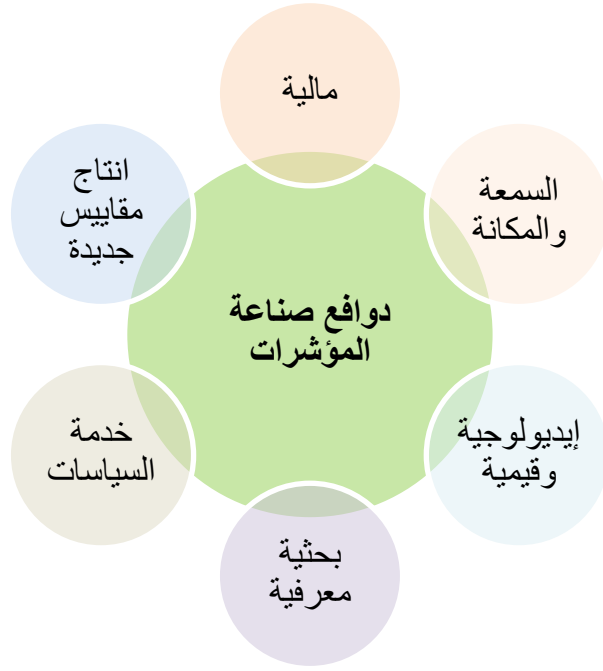 مالية
السمعة
والمكانة
إيديولوجية
وقيمية
بحثية
معرفية
خدمة
السياسات
انتاج
مقاييس
جديدة
دوافع صناعة
المؤشرات